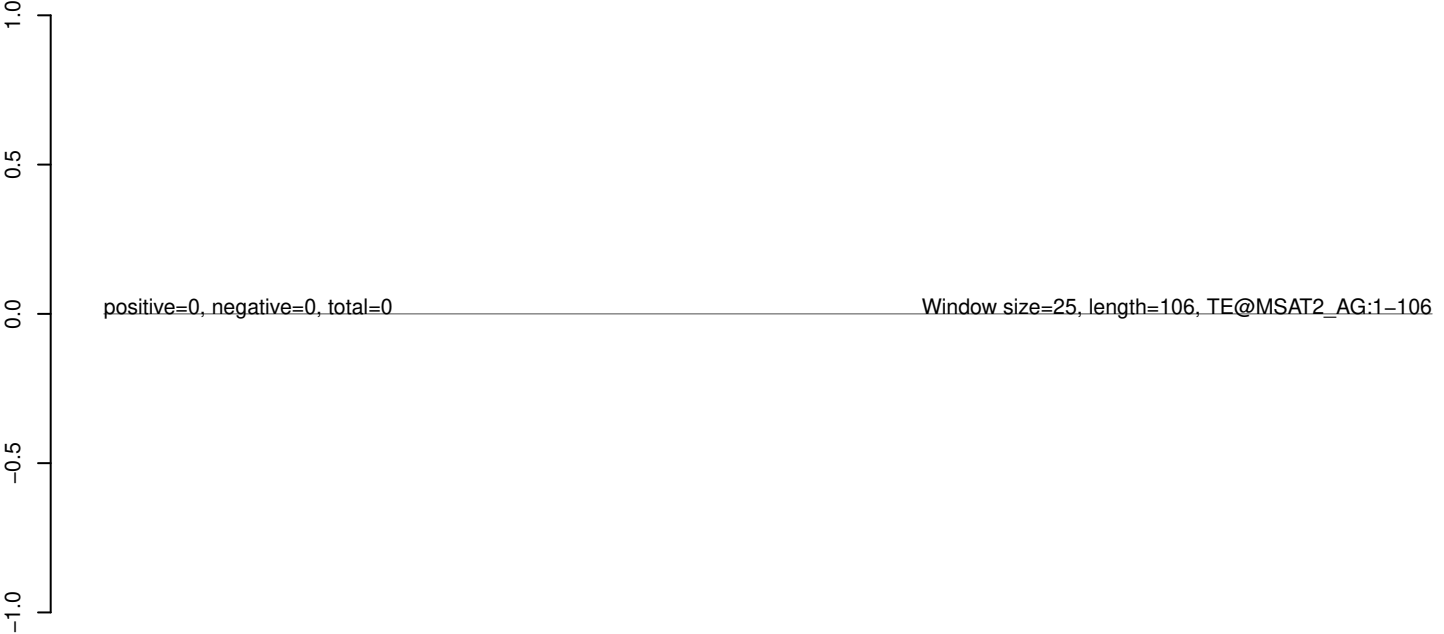 1.0
0.5
0.0
−0.5
−1.0
positive=0, negative=0, total=0
Window size=25, length=106, TE@MSAT2_AG:1−106